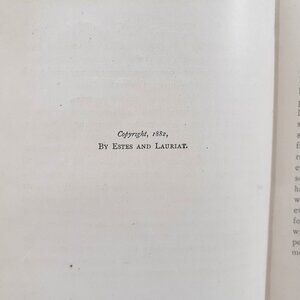 Copyright, 1882,
By Estes and Lauriat.